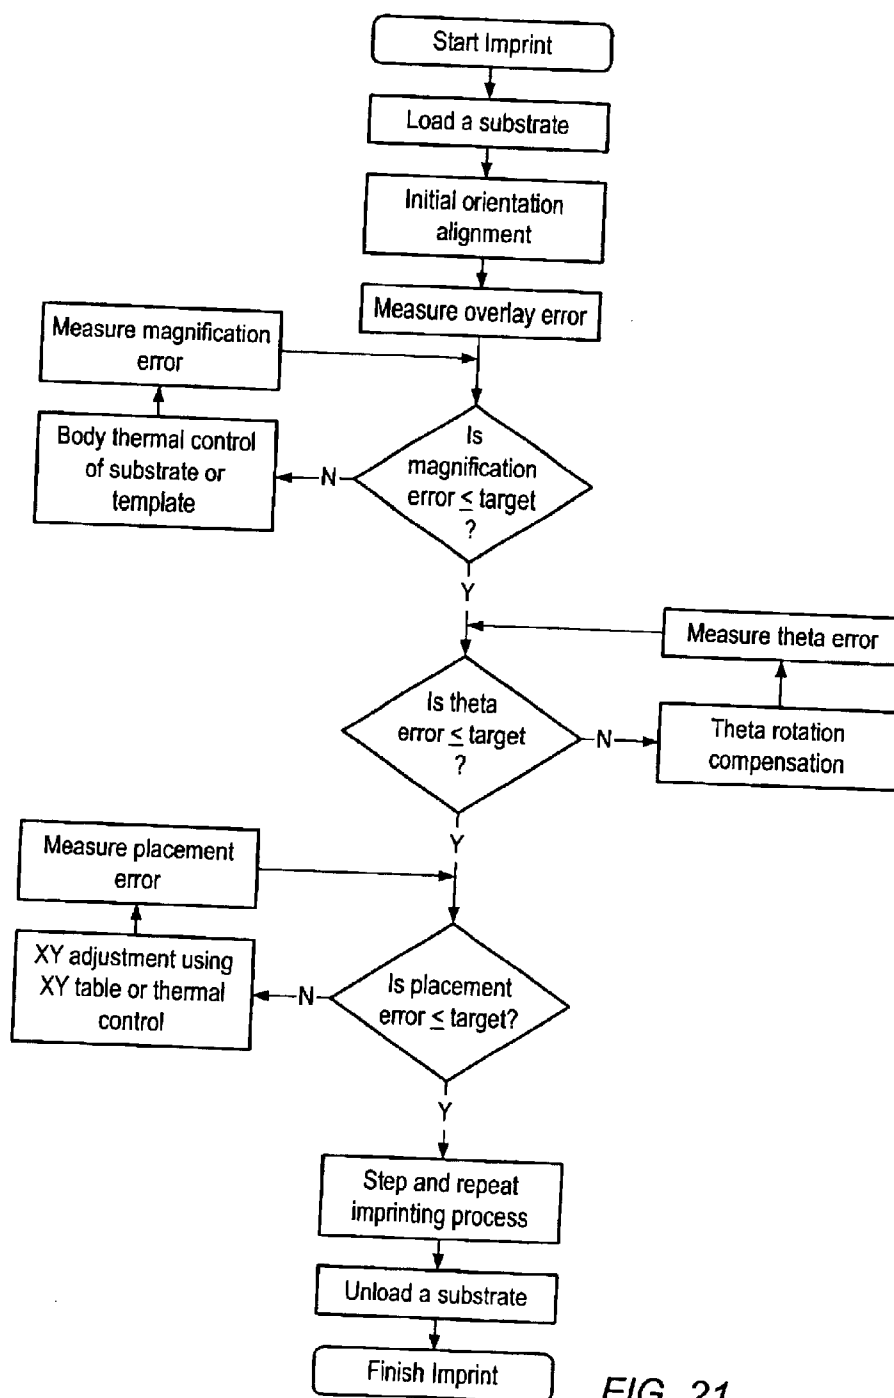 Start Imprint
Load a substrate
Initial orientation
alignment
Measure overlay error
Measure magnification
error
Body thermal control
of substrate or
template
N
Is
magnification
error ≤ target
?
Y
Measure theta error
Is theta
error ≤ target
?
N
Theta rotation
compensation
Y
Measure placement
error
XY adjustment using
XY table or thermal
control
N
Is placement
error ≤ target?
Y
Step and repeat
imprinting process
Unload a substrate
Finish Imprint
FIG. 21